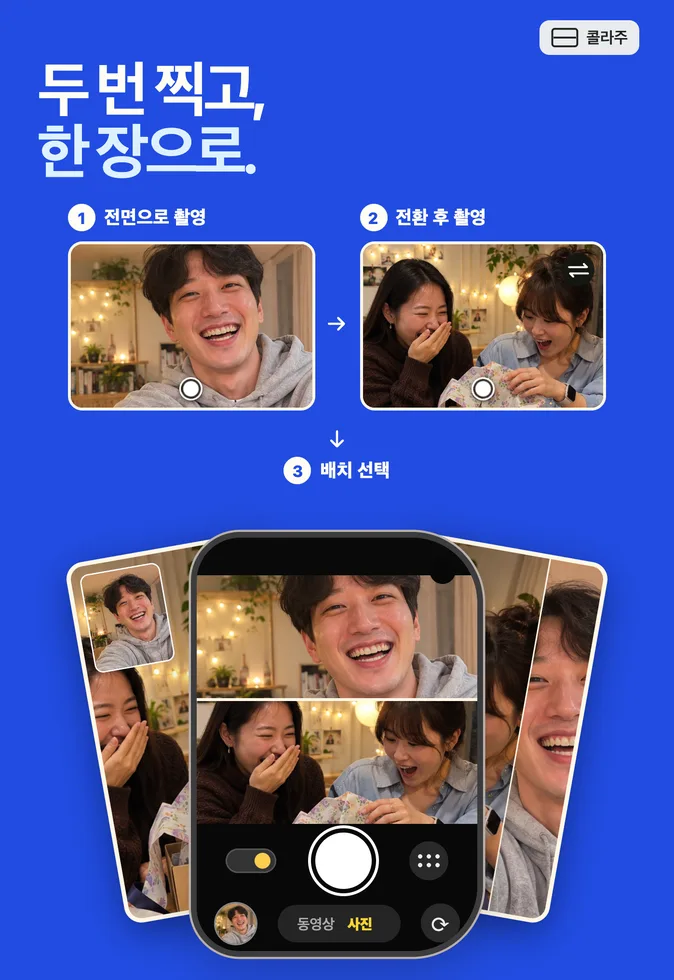 콜라주
두 번 찍고,
한 장으로.
1 전면으로 촬영
2 전환 후 촬영
3 배치 선택
동영상 사진